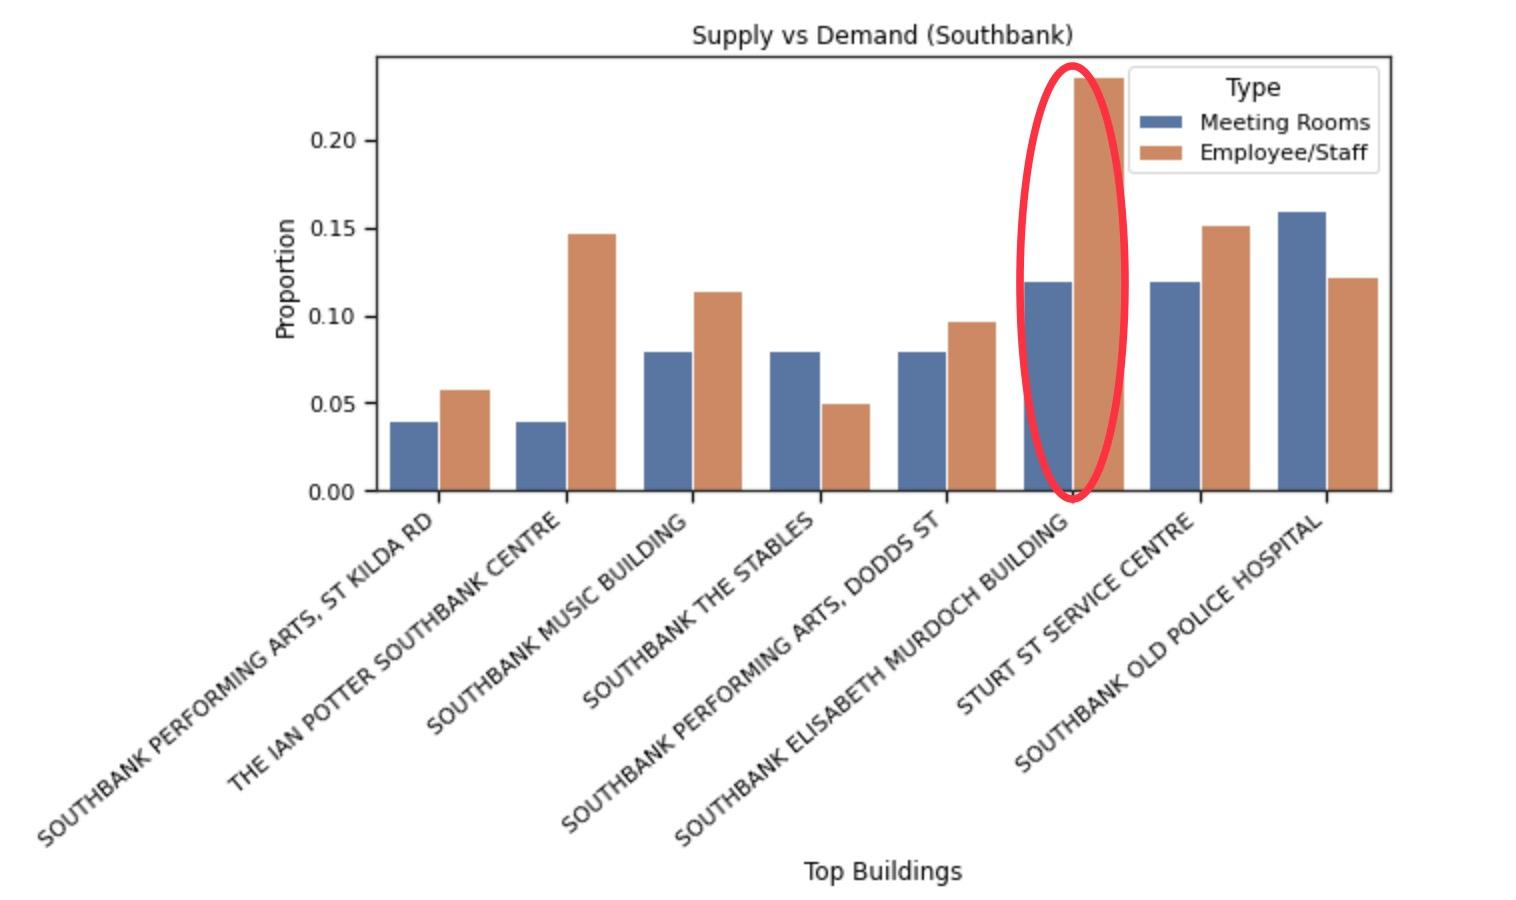 Supply vs Demand (Southbank)
Type
Meeting Rooms
Employee/Staff
Proportion
0.20
0.15
0.10
0.05
0.00
SOUTHBANK PERFORMING ARTS, ST KILDA RD
THE IAN POTTER SOUTHBANK CENTRE
SOUTHBANK MUSIC BUILDING
SOUTHBANK THE STABLES
SOUTHBANK PERFORMING ARTS, DODDS ST
SOUTHBANK ELISABETH MURDOCH BUILDING
STURT ST SERVICE CENTRE
SOUTHBANK OLD POLICE HOSPITAL
Top Buildings